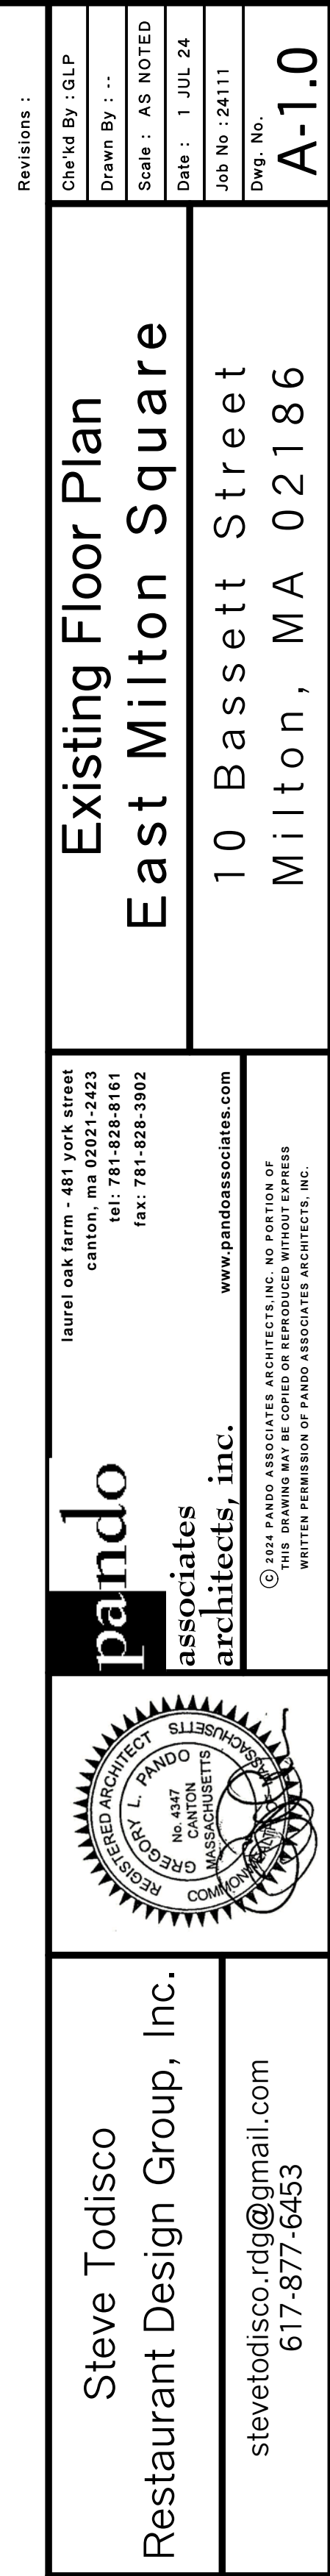 Steve Todisco
Restaurant Design Group, Inc.
stevetodisco.rdg@gmail.com
617-877-6453
REGISTERED ARCHITECT
GREGORY L. PANDO
No. 4347
CANTON
MASSACHUSETTS
COMMONWEALTH OF MASSACHUSETTS
pando
associates
architects, inc.
laurel oak farm - 481 york street
canton, ma 02021-2423
tel: 781-828-8161
fax: 781-828-3902
www.pandoassociates.com
© 2024 PANDO ASSOCIATES ARCHITECTS,INC. NO PORTION OF
THIS DRAWING MAY BE COPIED OR REPRODUCED WITHOUT EXPRESS
WRITTEN PERMISSION OF PANDO ASSOCIATES ARCHITECTS, INC.
Existing Floor Plan
East Milton Square
10 Bassett Street
Milton, MA 02186
Revisions :
Che'kd By : GLP
Drawn By : --
Scale : AS NOTED
Date : 1 JUL 24
Job No : 24111
Dwg. No.
A-1.0